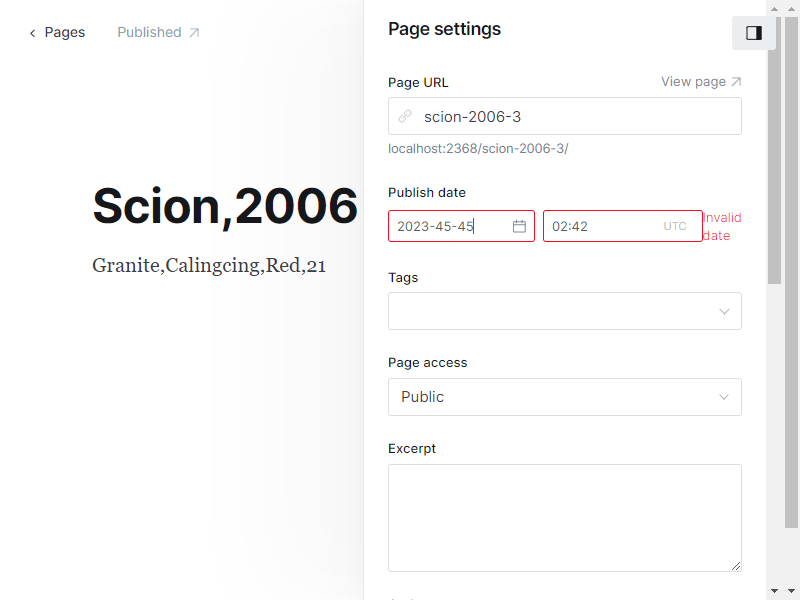 Pages
Published
Page settings
Page URL
View page
scion-2006-3
localhost:2368/scion-2006-3/
Publish date
2023-45-45
02:42
UTC
Invalid
date
Scion,2006
Granite,Calingcing,Red,21
Tags
Page access
Public
Excerpt